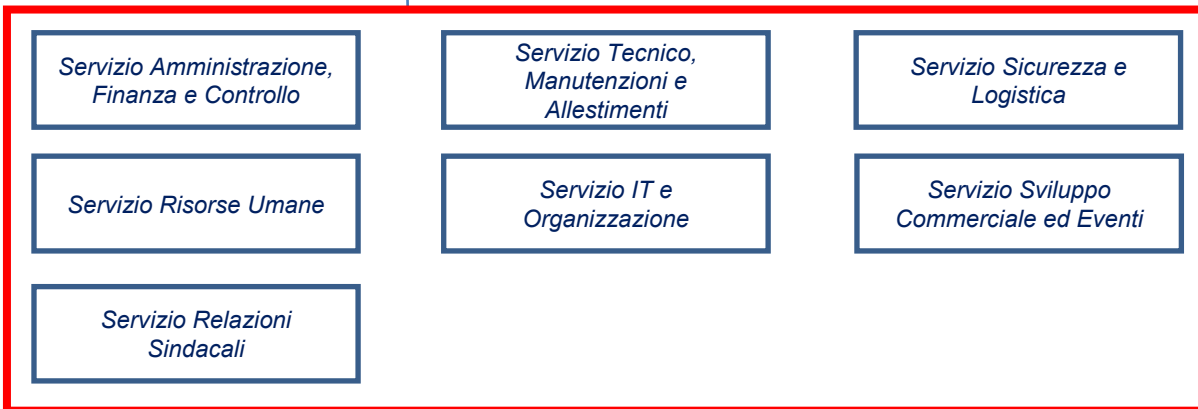 Servizio Amministrazione,
Finanza e Controllo
Servizio Tecnico,
Manutenzioni e
Allestimenti
Servizio Sicurezza e
Logistica
Servizio Risorse Umane
Servizio IT e
Organizzazione
Servizio Sviluppo
Commerciale ed Eventi
Servizio Relazioni
Sindacali